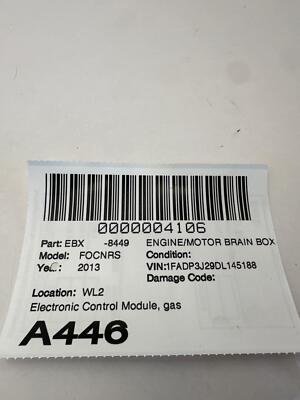 0000004106
Part: EBX -8449 ENGINE/MOTOR BRAIN BOX
Model: FOCNRS Condition:
Year: 2013 VIN:1FADP3J29DL145188
Damage Code:
Location: WL2
Electronic Control Module, gas
A446